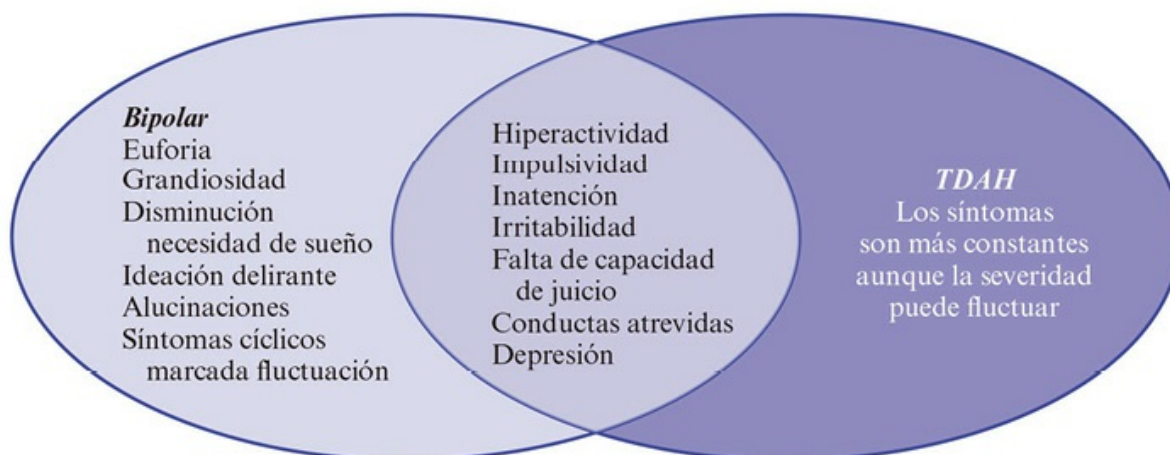 Bipolar
Euforia
Grandiosidad
Disminución
necesidad de sueño
Ideación delirante
Alucinaciones
Síntomas cíclicos
marcada fluctuación
Hiperactividad
Impulsividad
Inatención
Irritabilidad
Falta de capacidad
de juicio
Conductas atrevidas
Depresión
TDAH
Los síntomas
son más constantes
aunque la severidad
puede fluctuar